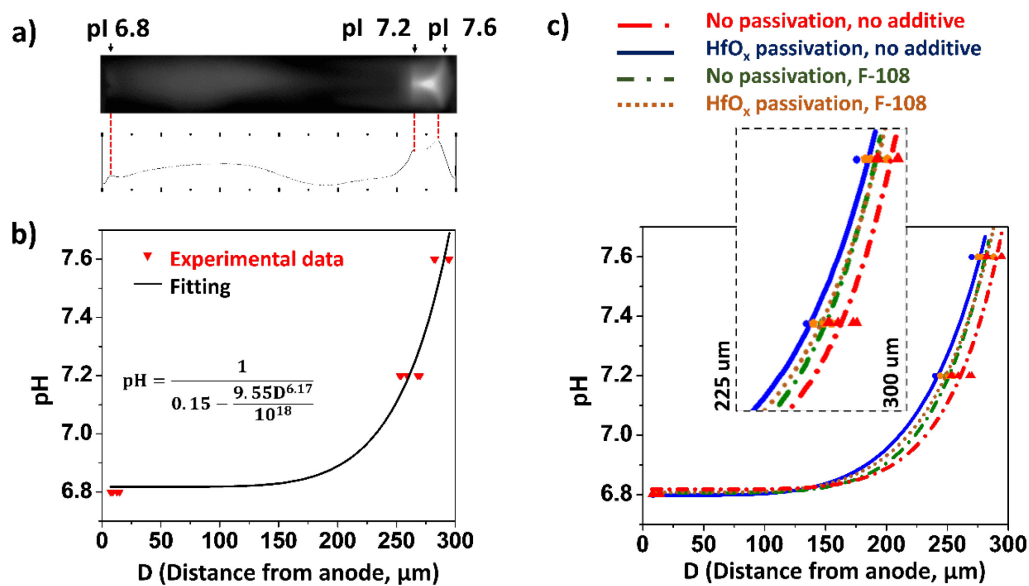 a)
pI 6.8
pI 7.2
pI 7.6
b)
pH
7.6
7.4
7.2
7.0
6.8
Experimental data
Fitting
pH = 1 / (0.15 − 9.55D^6.17 / 10^18)
0 50 100 150 200 250 300
D (Distance from anode, μm)
c)
No passivation, no additive
HfOₓ passivation, no additive
No passivation, F-108
HfOₓ passivation, F-108
225 um
300 um
pH
7.6
7.4
7.2
7.0
6.8
0 50 100 150 200 250 300
D (Distance from anode, μm)